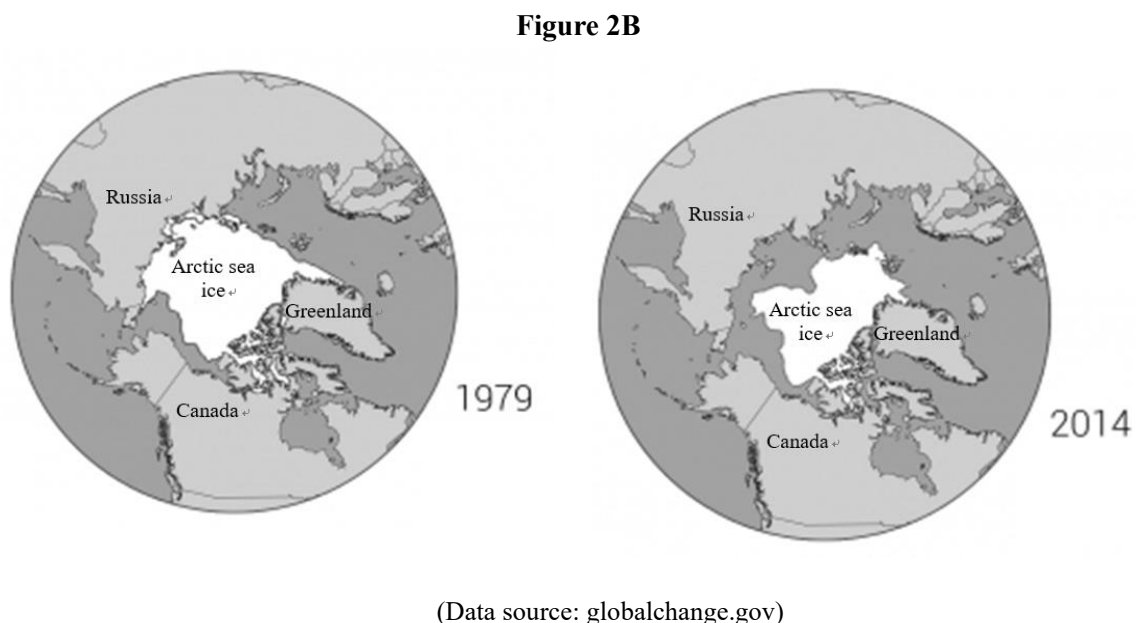 Figure 2B
Russia
Arctic sea
ice
Greenland
Canada
1979
Russia
Arctic sea
ice
Greenland
Canada
2014
(Data source: globalchange.gov)